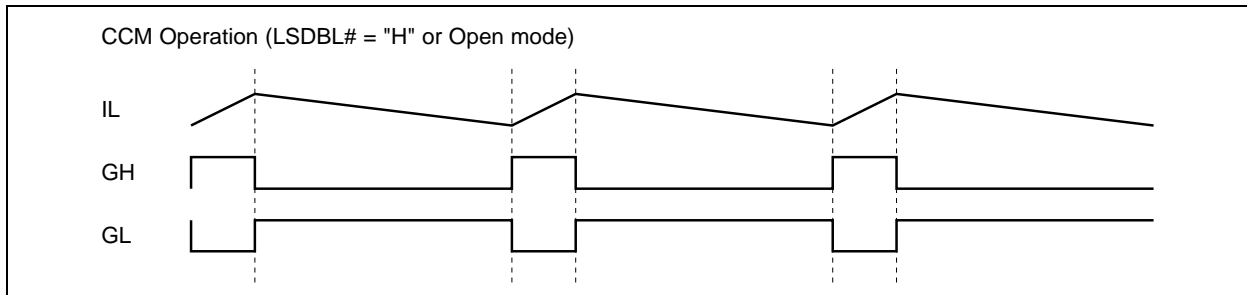 CCM Operation (LSDBL# = "H" or Open mode)
IL
GH
GL